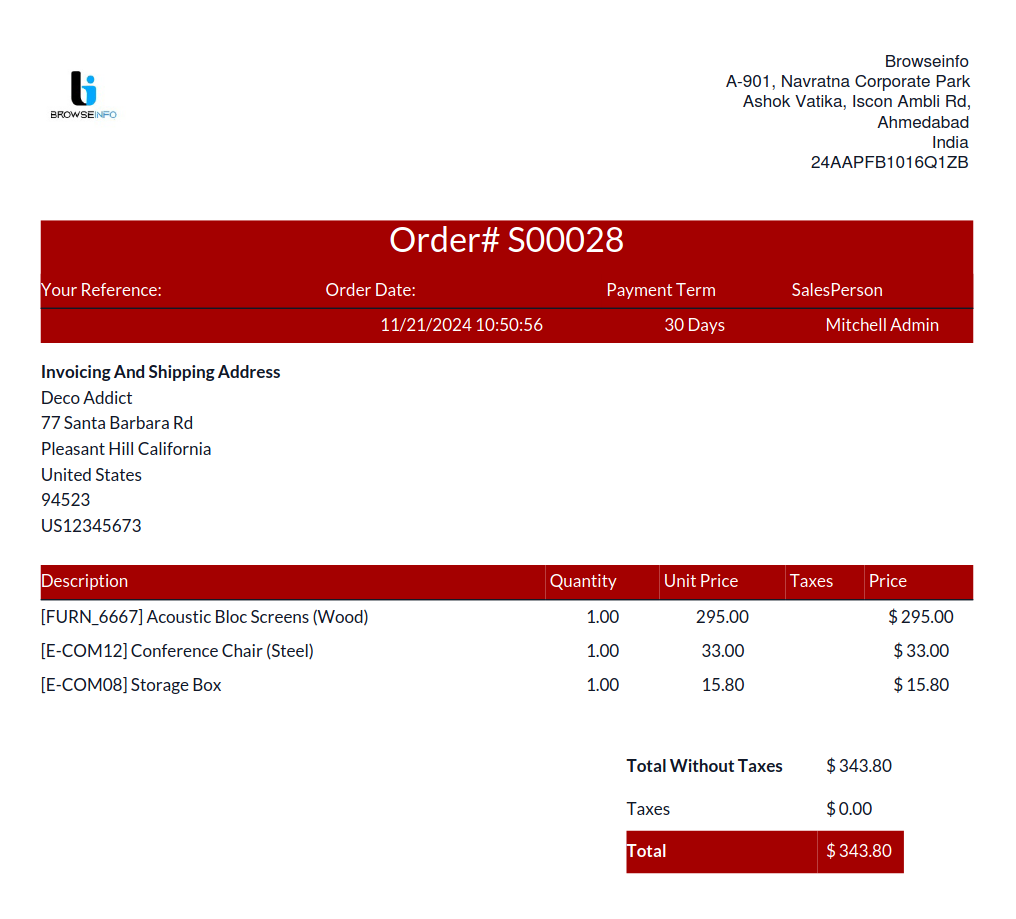 BROWSEINFO
Browseinfo
A-901, Navratna Corporate Park
Ashok Vatika, Iscon Ambli Rd,
Ahmedabad
India
24AAPFB1016Q1ZB
Order# S00028
Your Reference: Order Date: Payment Term SalesPerson
11/21/2024 10:50:56 30 Days Mitchell Admin
Invoicing And Shipping Address
Deco Addict
77 Santa Barbara Rd
Pleasant Hill California
United States
94523
US12345673
Description Quantity Unit Price Taxes Price
[FURN_6667] Acoustic Bloc Screens (Wood) 1.00 295.00 $ 295.00
[E-COM12] Conference Chair (Steel) 1.00 33.00 $ 33.00
[E-COM08] Storage Box 1.00 15.80 $ 15.80
Total Without Taxes $ 343.80
Taxes $ 0.00
Total $ 343.80